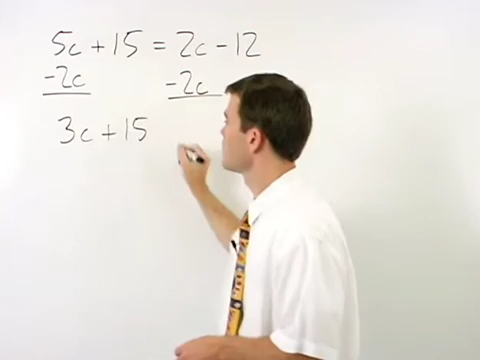 5c + 15 = 2c - 12
-2c -2c
3c + 15